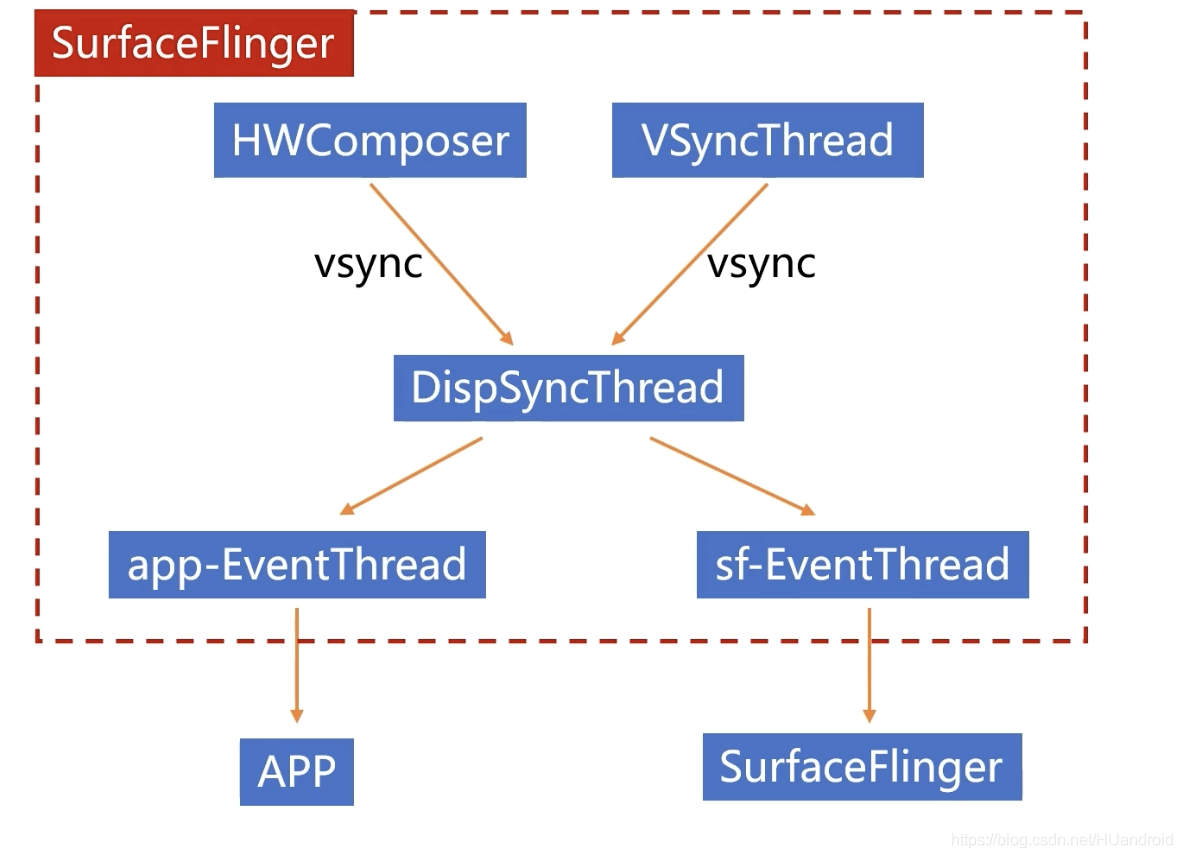 SurfaceFlinger
HWComposer
VSyncThread
vsync
vsync
DispSyncThread
app-EventThread
sf-EventThread
APP
SurfaceFlinger
https://blog.csdn.net/HUandroid